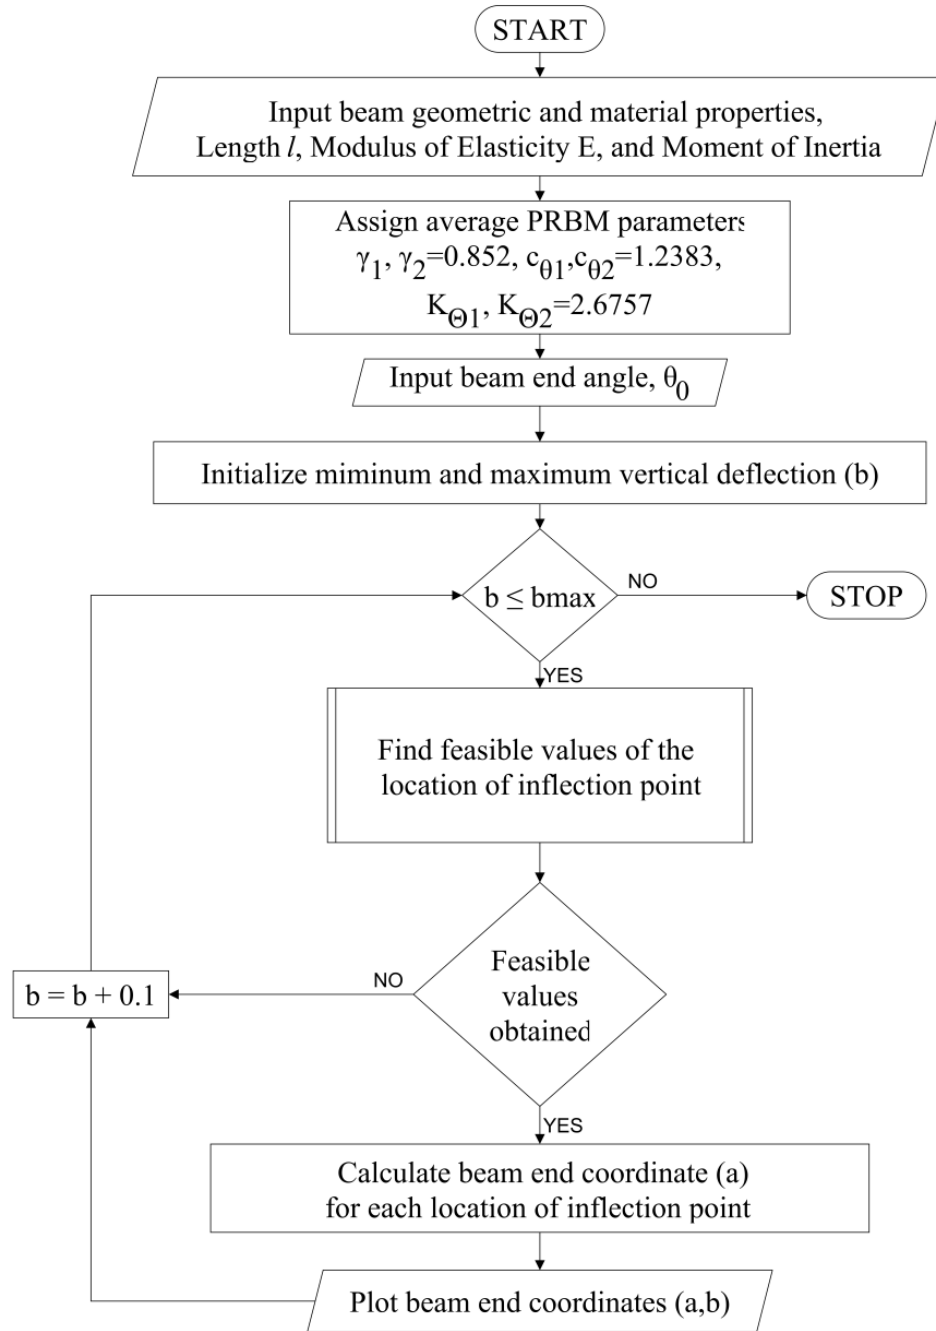 START
Input beam geometric and material properties,
Length l, Modulus of Elasticity E, and Moment of Inertia
Assign average PRBM parameters
γ1, γ2=0.852, cθ1,cθ2=1.2383,
KΘ1, KΘ2=2.6757
Input beam end angle, θ0
Initialize miminum and maximum vertical deflection (b)
b ≤ bmax
NO
STOP
YES
Find feasible values of the
location of inflection point
Feasible
values
obtained
NO
b = b + 0.1
YES
Calculate beam end coordinate (a)
for each location of inflection point
Plot beam end coordinates (a,b)